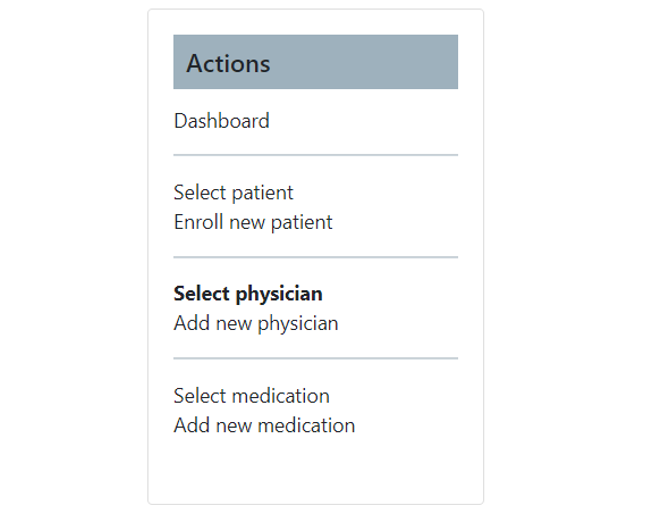 Actions
Dashboard
Select patient
Enroll new patient
Select physician
Add new physician
Select medication
Add new medication